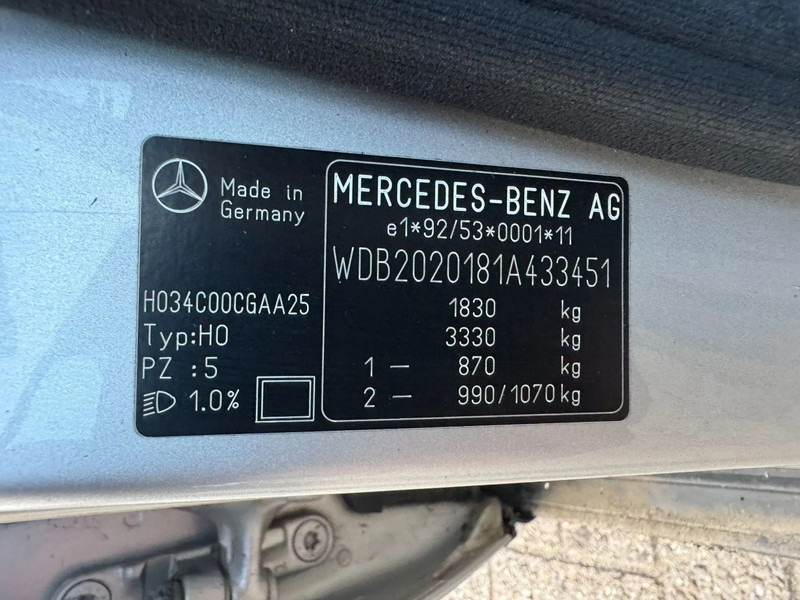 Made in
Germany
H034C00CGAA25
Typ:H0
PZ :5
1.0%
MERCEDES-BENZ AG
e1*92/53*0001*11
WDB2020181A433451
1830 kg
3330 kg
1 — 870 kg
2 — 990/1070 kg